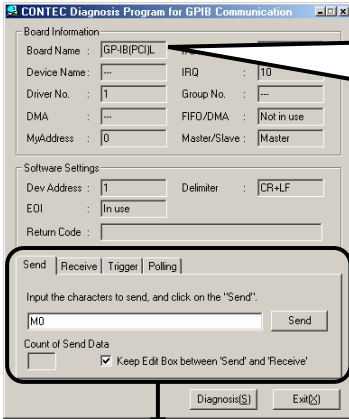 CONTEC Diagnosis Program for GPIB Communication
Board Information
Board Name : GP-IB(PCI)L
Device Name : --- IRQ : 10
Driver No. : 1 Group No. : ---
DMA : --- FIFO/DMA : Not in use
MyAddress : 0 Master/Slave : Master
Software Settings
Dev Address : 1 Delimiter : CR+LF
EOI : In use
Return Code :
Send Receive Trigger Polling
Input the characters to send, and click on the "Send".
M0 Send
Count of Send Data
Keep Edit Box between 'Send' and 'Receive'
Diagnosis(S) Exit(X)